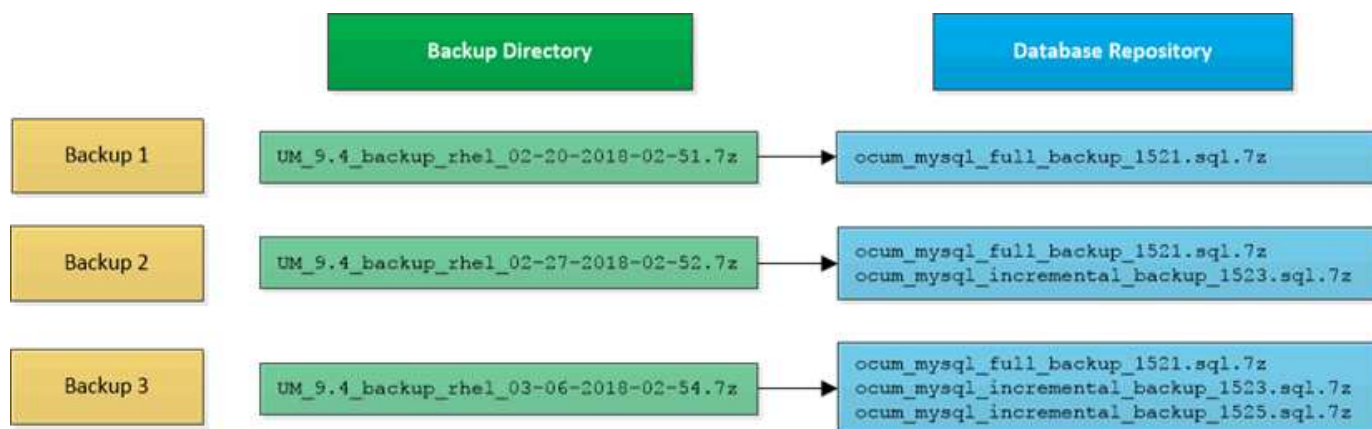 Backup Directory
Database Repository
Backup 1
UM_9.4_backup_rhel_02-20-2018-02-51.7z
ocum_mysql_full_backup_1521.sql.7z
Backup 2
UM_9.4_backup_rhel_02-27-2018-02-52.7z
ocum_mysql_full_backup_1521.sql.7z
ocum_mysql_incremental_backup_1523.sql.7z
Backup 3
UM_9.4_backup_rhel_03-06-2018-02-54.7z
ocum_mysql_full_backup_1521.sql.7z
ocum_mysql_incremental_backup_1523.sql.7z
ocum_mysql_incremental_backup_1525.sql.7z